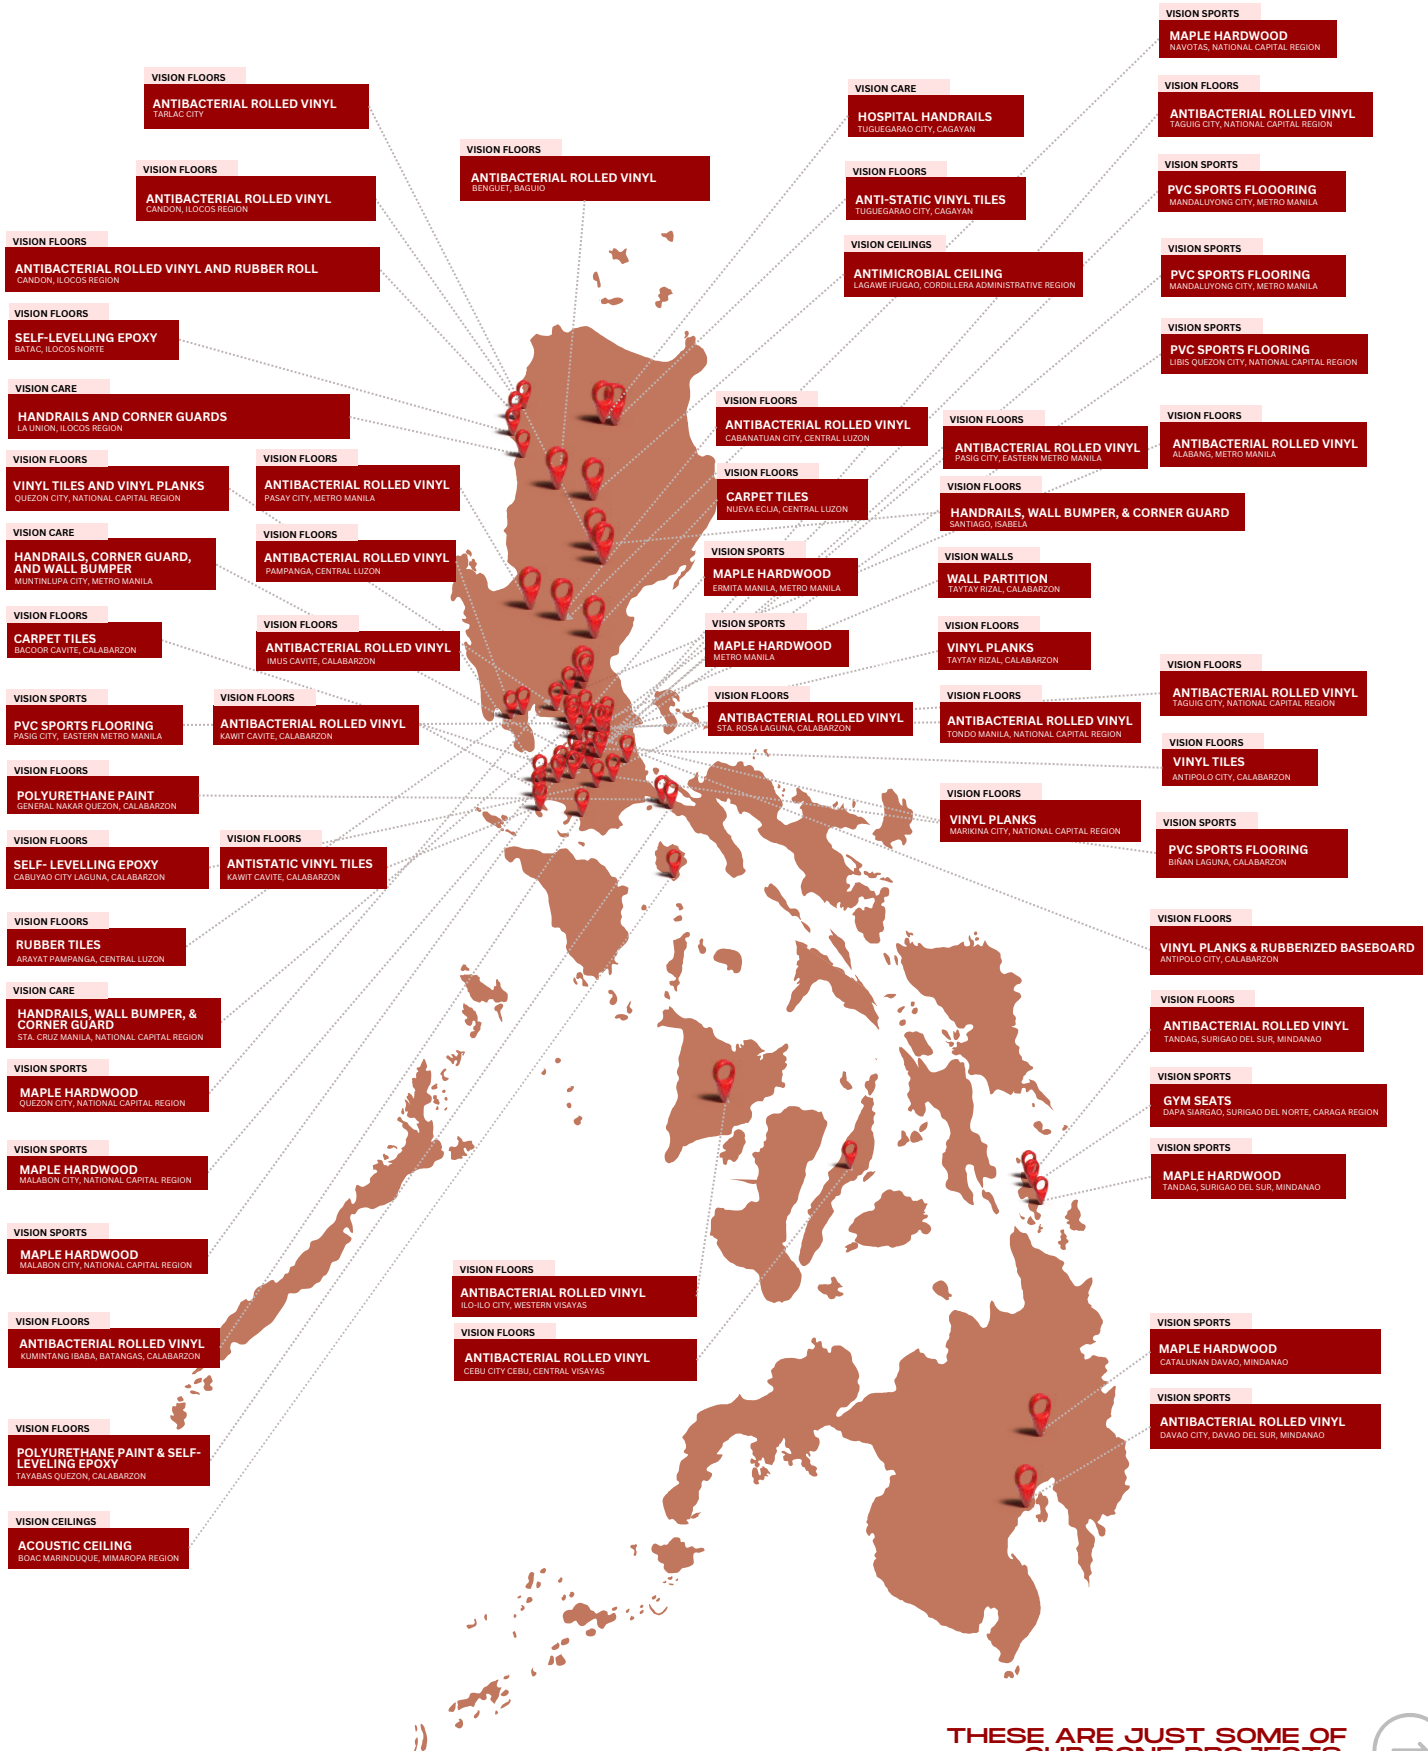 VISION SPORTS
MAPLE HARDWOOD
NAVOTAS, NATIONAL CAPITAL REGION
VISION FLOORS
ANTIBACTERIAL ROLLED VINYL
TARLAC CITY
VISION CARE
HOSPITAL HANDRAILS
TUGUEGARAO CITY, CAGAYAN
VISION FLOORS
ANTIBACTERIAL ROLLED VINYL
TAGUIG CITY, NATIONAL CAPITAL REGION
VISION FLOORS
ANTIBACTERIAL ROLLED VINYL
BENGUET, BAGUIO
VISION FLOORS
ANTIBACTERIAL ROLLED VINYL
CANDON, ILOCOS REGION
VISION FLOORS
ANTI-STATIC VINYL TILES
TUGUEGARAO CITY, CAGAYAN
VISION SPORTS
PVC SPORTS FLOOORING
MANDALUYONG CITY, METRO MANILA
VISION FLOORS
ANTIBACTERIAL ROLLED VINYL AND RUBBER ROLL
CANDON, ILOCOS REGION
VISION CEILINGS
ANTIMICROBIAL CEILING
LAGAWE IFUGAO, CORDILLERA ADMINISTRATIVE REGION
VISION SPORTS
PVC SPORTS FLOORING
MANDALUYONG CITY, METRO MANILA
VISION FLOORS
SELF-LEVELLING EPOXY
BATAC, ILOCOS NORTE
VISION SPORTS
PVC SPORTS FLOORING
LIBIS QUEZON CITY, NATIONAL CAPITAL REGION
VISION CARE
HANDRAILS AND CORNER GUARDS
LA UNION, ILOCOS REGION
VISION FLOORS
ANTIBACTERIAL ROLLED VINYL
CABANATUAN CITY, CENTRAL LUZON
VISION FLOORS
ANTIBACTERIAL ROLLED VINYL
PASIG CITY, EASTERN METRO MANILA
VISION FLOORS
ANTIBACTERIAL ROLLED VINYL
ALABANG, METRO MANILA
VISION FLOORS
VINYL TILES AND VINYL PLANKS
QUEZON CITY, NATIONAL CAPITAL REGION
VISION FLOORS
ANTIBACTERIAL ROLLED VINYL
PASAY CITY, METRO MANILA
VISION FLOORS
CARPET TILES
NUEVA ECIJA, CENTRAL LUZON
VISION FLOORS
HANDRAILS, WALL BUMPER, & CORNER GUARD
SANTIAGO, ISABELA
VISION CARE
HANDRAILS, CORNER GUARD,
AND WALL BUMPER
MUNTINLUPA CITY, METRO MANILA
VISION FLOORS
ANTIBACTERIAL ROLLED VINYL
PAMPANGA, CENTRAL LUZON
VISION SPORTS
MAPLE HARDWOOD
ERMITA MANILA, METRO MANILA
VISION WALLS
WALL PARTITION
TAYTAY RIZAL, CALABARZON
VISION FLOORS
CARPET TILES
BACOOR CAVITE, CALABARZON
VISION FLOORS
ANTIBACTERIAL ROLLED VINYL
IMUS CAVITE, CALABARZON
VISION SPORTS
MAPLE HARDWOOD
METRO MANILA
VISION FLOORS
VINYL PLANKS
TAYTAY RIZAL, CALABARZON
VISION FLOORS
ANTIBACTERIAL ROLLED VINYL
TAGUIG CITY, NATIONAL CAPITAL REGION
VISION SPORTS
PVC SPORTS FLOORING
PASIG CITY, EASTERN METRO MANILA
VISION FLOORS
ANTIBACTERIAL ROLLED VINYL
KAWIT CAVITE, CALABARZON
VISION FLOORS
ANTIBACTERIAL ROLLED VINYL
STA. ROSA LAGUNA, CALABARZON
VISION FLOORS
ANTIBACTERIAL ROLLED VINYL
TONDO MANILA, NATIONAL CAPITAL REGION
VISION FLOORS
VINYL TILES
ANTIPOLO CITY, CALABARZON
VISION FLOORS
POLYURETHANE PAINT
GENERAL NAKAR QUEZON, CALABARZON
VISION FLOORS
VINYL PLANKS
MARIKINA CITY, NATIONAL CAPITAL REGION
VISION SPORTS
PVC SPORTS FLOORING
BIÑAN LAGUNA, CALABARZON
VISION FLOORS
SELF- LEVELLING EPOXY
CABUYAO CITY LAGUNA, CALABARZON
VISION FLOORS
ANTISTATIC VINYL TILES
KAWIT CAVITE, CALABARZON
VISION FLOORS
RUBBER TILES
ARAYAT PAMPANGA, CENTRAL LUZON
VISION FLOORS
VINYL PLANKS & RUBBERIZED BASEBOARD
ANTIPOLO CITY, CALABARZON
VISION CARE
HANDRAILS, WALL BUMPER, &
CORNER GUARD
STA. CRUZ MANILA, NATIONAL CAPITAL REGION
VISION FLOORS
ANTIBACTERIAL ROLLED VINYL
TANDAG, SURIGAO DEL SUR, MINDANAO
VISION SPORTS
MAPLE HARDWOOD
QUEZON CITY, NATIONAL CAPITAL REGION
VISION SPORTS
GYM SEATS
DAPA SIARGAO, SURIGAO DEL NORTE, CARAGA REGION
VISION SPORTS
MAPLE HARDWOOD
MALABON CITY, NATIONAL CAPITAL REGION
VISION SPORTS
MAPLE HARDWOOD
TANDAG, SURIGAO DEL SUR, MINDANAO
VISION SPORTS
MAPLE HARDWOOD
MALABON CITY, NATIONAL CAPITAL REGION
VISION FLOORS
ANTIBACTERIAL ROLLED VINYL
ILO-ILO CITY, WESTERN VISAYAS
VISION FLOORS
ANTIBACTERIAL ROLLED VINYL
KUMINTANG IBABA, BATANGAS, CALABARZON
VISION FLOORS
ANTIBACTERIAL ROLLED VINYL
CEBU CITY CEBU, CENTRAL VISAYAS
VISION SPORTS
MAPLE HARDWOOD
CATALUNAN DAVAO, MINDANAO
VISION SPORTS
ANTIBACTERIAL ROLLED VINYL
DAVAO CITY, DAVAO DEL SUR, MINDANAO
VISION FLOORS
POLYURETHANE PAINT & SELF-
LEVELING EPOXY
TAYABAS QUEZON, CALABARZON
VISION CEILINGS
ACOUSTIC CEILING
BOAC MARINDUQUE, MIMAROPA REGION
THESE ARE JUST SOME OF
OUR DONE PROJECTS